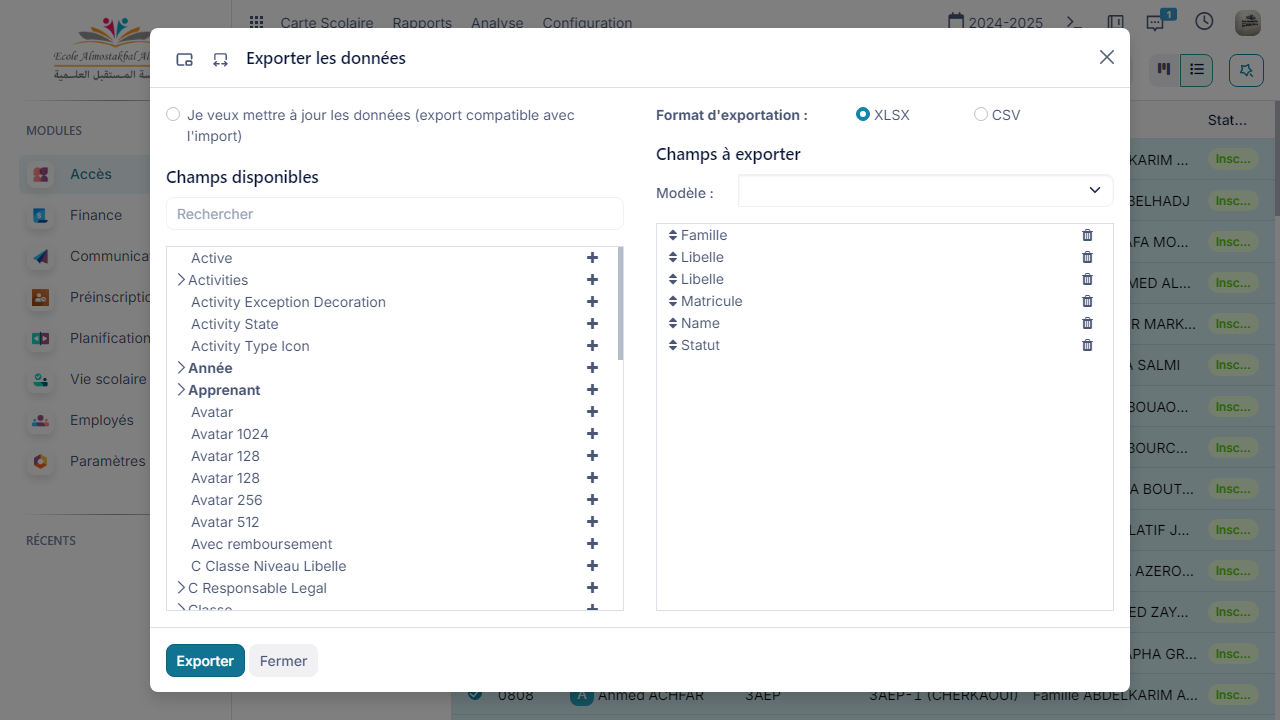 Carte Scolaire Rapports Analyse Configuration
2024-2025
1
Ecole Almostakbal
MODULES
Accès
Finance
Communica
Préinscriptio
Planification
Vie scolaire
Employés
Paramètres
RÉCENTS
Exporter les données
Je veux mettre à jour les données (export compatible avec
l'import)
Champs disponibles
Rechercher
Active
Activities
Activity Exception Decoration
Activity State
Activity Type Icon
Année
Apprenant
Avatar
Avatar 1024
Avatar 128
Avatar 128
Avatar 256
Avatar 512
Avec remboursement
C Classe Niveau Libelle
C Responsable Legal
Classe
Format d'exportation :
XLSX
CSV
Champs à exporter
Modèle :
Famille
Libelle
Libelle
Matricule
Name
Statut
Exporter
Fermer
Stat...
KARIM ... Insc...
BELHADJ Insc...
AFA MO... Insc...
MED AL... Insc...
R MARK... Insc...
A SALMI Insc...
BOUAO... Insc...
BOURC... Insc...
A BOUT... Insc...
LATIF J... Insc...
AZERO... Insc...
ED ZAY... Insc...
APHA GR... Insc...
0808 A Ahmed ACHFAR 3AEP 3AEP-1 (CHERKAOUI) Famille ABDELKARIM A... Insc...